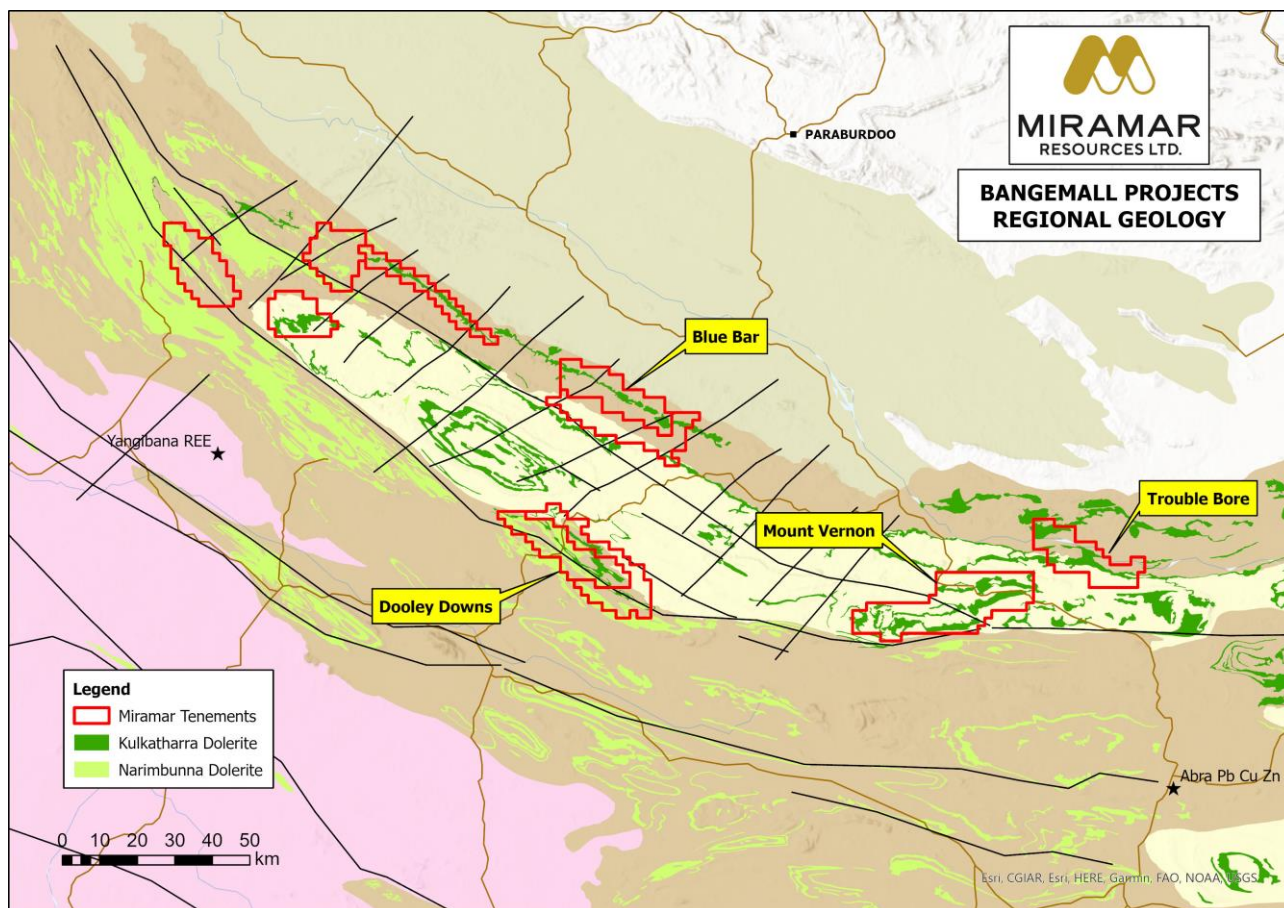 MIRAMAR
RESOURCES LTD.
BANGEMALL PROJECTS
REGIONAL GEOLOGY
PARABURDOO
Blue Bar
Yangibana REE
Trouble Bore
Mount Vernon
Dooley Downs
Legend
Miramar Tenements
Kulkatharra Dolerite
Narimbunna Dolerite
Abra Pb Cu Zn
0 10 20 30 40 50
km
Esri, CGIAR, Esri, HERE, Garmin, FAO, NOAA, USGS